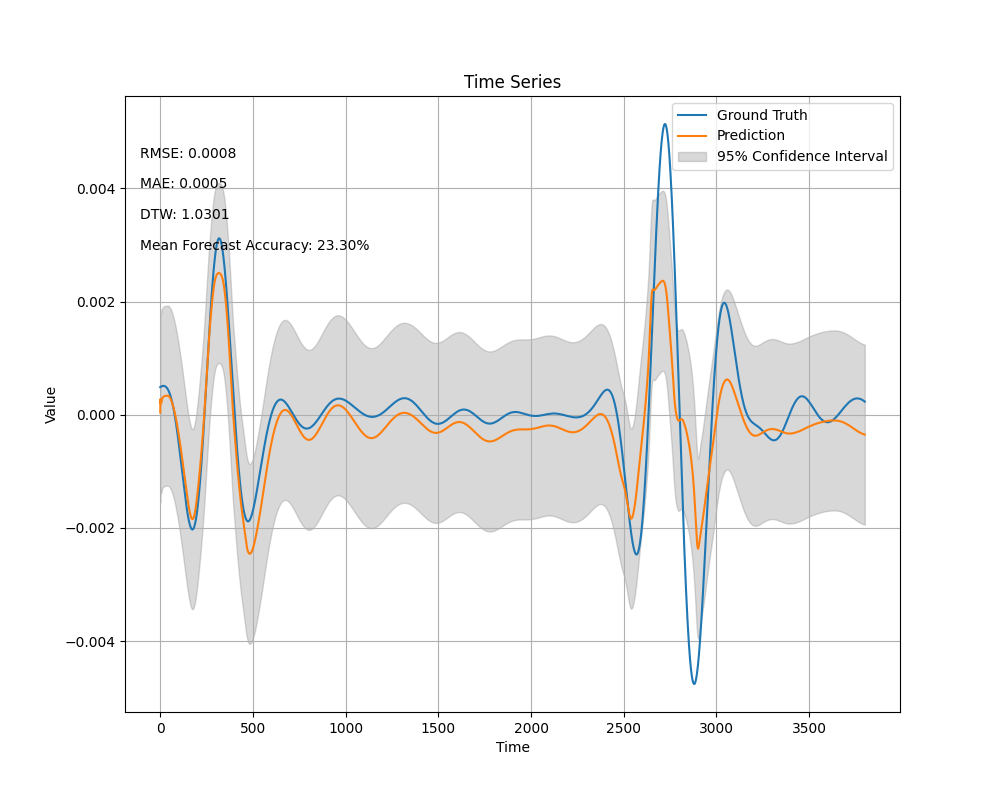 Time Series
Ground Truth
Prediction
95% Confidence Interval
RMSE: 0.0008
MAE: 0.0005
DTW: 1.0301
Mean Forecast Accuracy: 23.30%
0.004
0.002
0.000
−0.002
−0.004
Value
0 500 1000 1500 2000 2500 3000 3500
Time